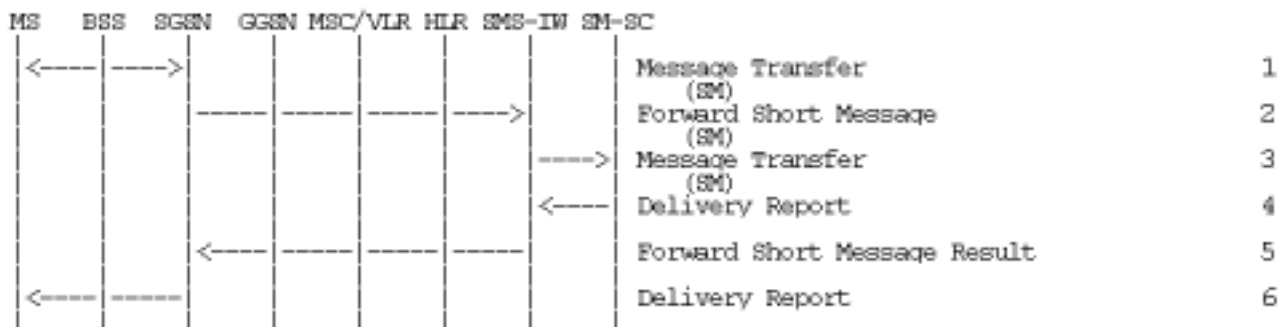 MS BSS SGSN GGSN MSC/VLR HLR SMS-IW SM-SC
Message Transfer 1
(SM)
Forward Short Message 2
(SM)
Message Transfer 3
(SM)
Delivery Report 4
Forward Short Message Result 5
Delivery Report 6